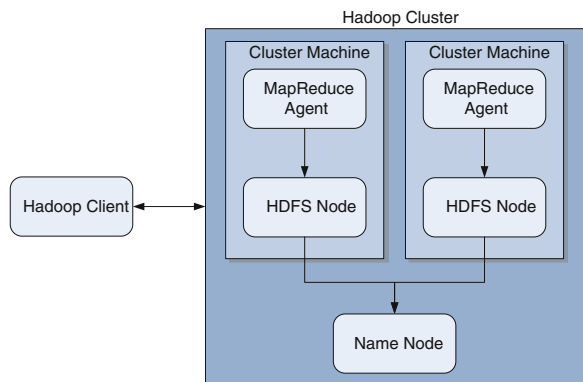 Hadoop Cluster
Cluster Machine
MapReduce
Agent
HDFS Node
Cluster Machine
MapReduce
Agent
HDFS Node
Hadoop Client
Name Node